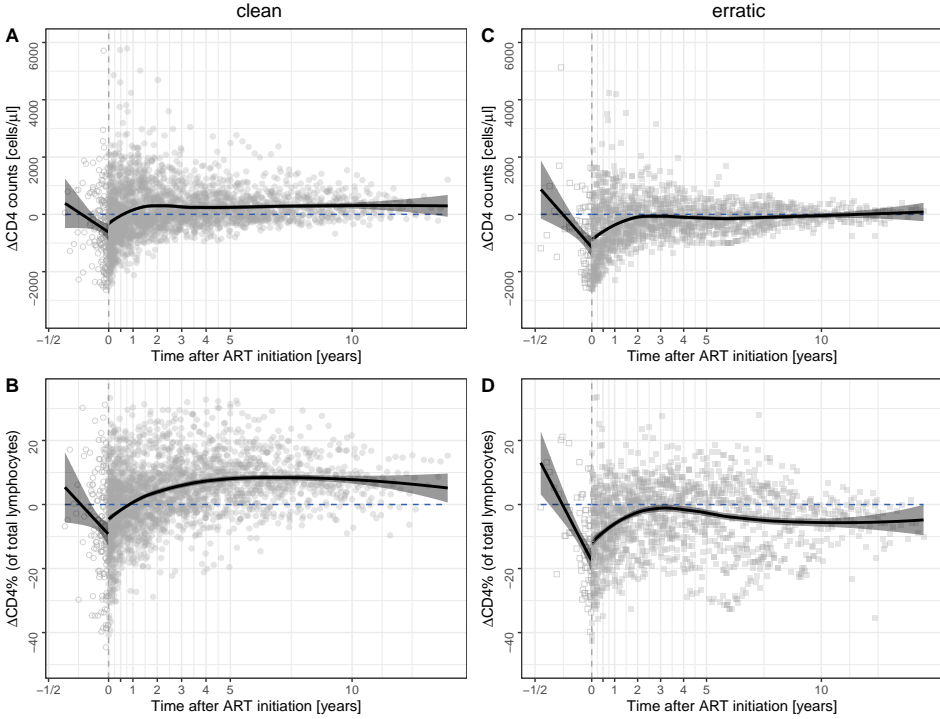 clean
erratic
A
C
ΔCD4 counts [cells/μl]
6000
4000
2000
0
−2000
−1/2 0 1 2 3 4 5 10
Time after ART initiation [years]
ΔCD4 counts [cells/μl]
6000
4000
2000
0
−2000
−1/2 0 1 2 3 4 5 10
Time after ART initiation [years]
B
D
ΔCD4% (of total lymphocytes)
20
0
−20
−40
−1/2 0 1 2 3 4 5 10
Time after ART initiation [years]
ΔCD4% (of total lymphocytes)
20
0
−20
−40
−1/2 0 1 2 3 4 5 10
Time after ART initiation [years]